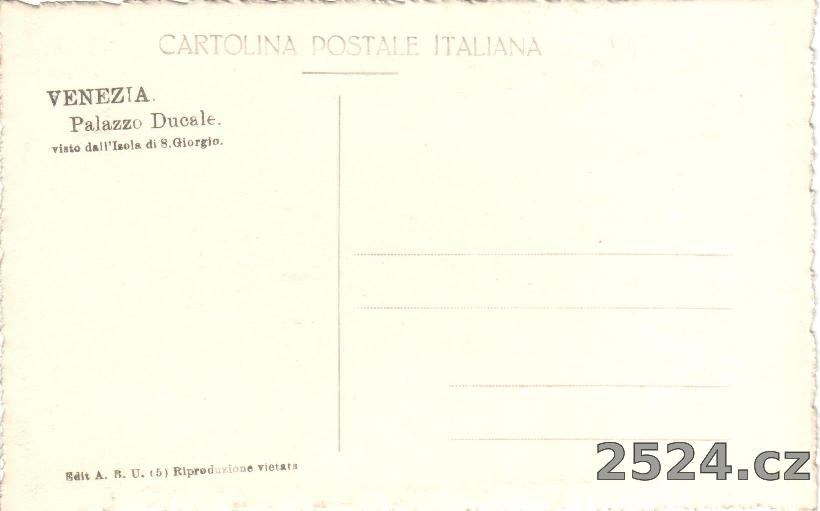 CARTOLINA POSTALE ITALIANA
VENEZIA.
Palazzo Ducale.
visto dall'Isola di S. Giorgio.
Edit A. B. U. (5) Riproduzione vietata
2524.cz